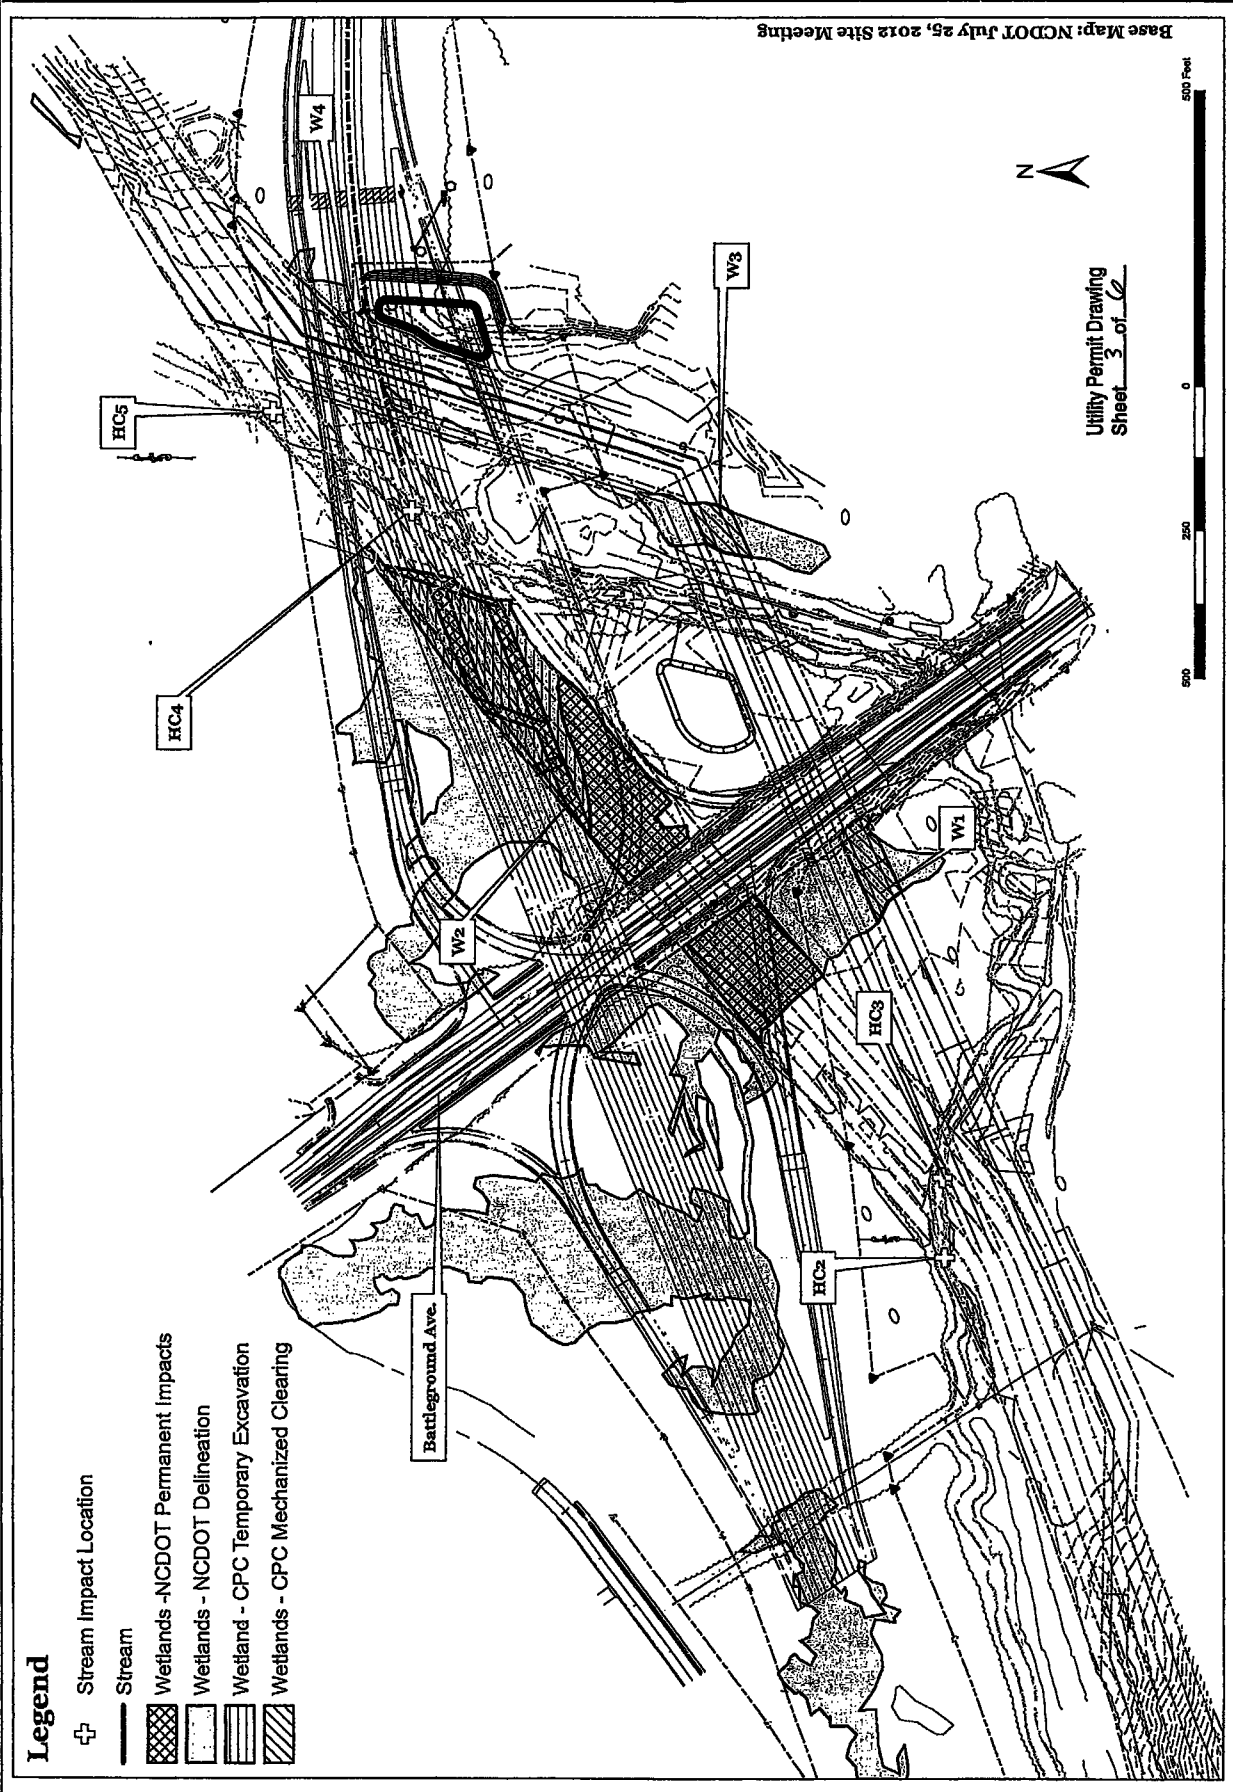 Legend
Stream Impact Location
Stream
Wetlands -NCDOT Permanent Impacts
Wetlands - NCDOT Delineation
Wetland - CPC Temporary Excavation
Wetlands - CPC Mechanized Clearing
Battleground Ave.
HC4
HC5
W4
W2
HC2
HC3
W1
W3
N
Utility Permit Drawing
Sheet 3 of 6
500
250
0
500 Feet
Base Map: NCDOT July 25, 2012 Site Meeting